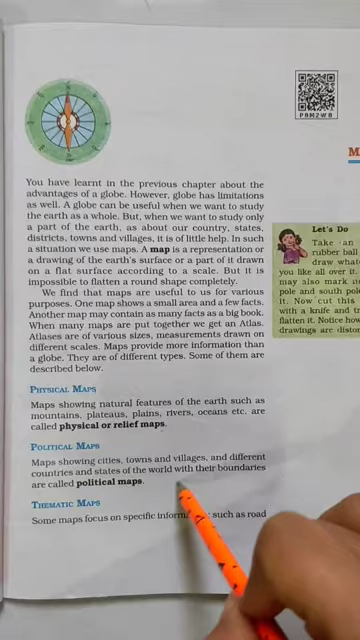 P0M2W8
M
You have learnt in the previous chapter about the
advantages of a globe. However, globe has limitations
as well. A globe can be useful when we want to study
the earth as a whole. But, when we want to study only
a part of the earth, as about our country, states,
districts, towns and villages, it is of little help. In such
a situation we use maps. A map is a representation or
a drawing of the earth's surface or a part of it drawn
on a flat surface according to a scale. But it is
impossible to flatten a round shape completely.
We find that maps are useful to us for various
purposes. One map shows a small area and a few facts.
Another map may contain as many facts as a big book.
When many maps are put together we get an Atlas.
Atlases are of various sizes, measurements drawn on
different scales. Maps provide more information than
a globe. They are of different types. Some of them are
described below.
PHYSICAL MAPS
Maps showing natural features of the earth such as
mountains, plateaus, plains, rivers, oceans etc. are
called physical or relief maps.
POLITICAL MAPS
Maps showing cities, towns and villages, and different
countries and states of the world with their boundaries
are called political maps.
THEMATIC MAPS
Some maps focus on specific such as road
Let's Do
Take an
rubber ball
draw what
you like all over it.
may also mark
pole and south pole
it. Now cut this
with a knife and
flatten it. Notice how
drawings are